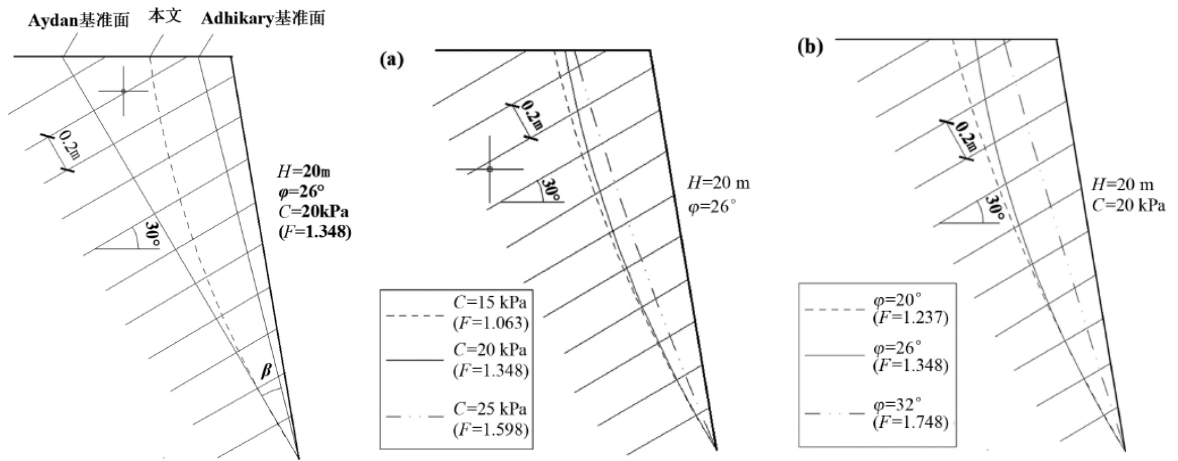 Aydan基准面
本文
Adhikary基准面
0.2m
30°
β
H=20m
φ=26°
C=20kPa
(F=1.348)
(a)
0.2m
30°
H=20 m
φ=26°
C=15 kPa
(F=1.063)
C=20 kPa
(F=1.348)
C=25 kPa
(F=1.598)
(b)
0.2m
30°
H=20 m
C=20 kPa
φ=20°
(F=1.237)
φ=26°
(F=1.348)
φ=32°
(F=1.748)